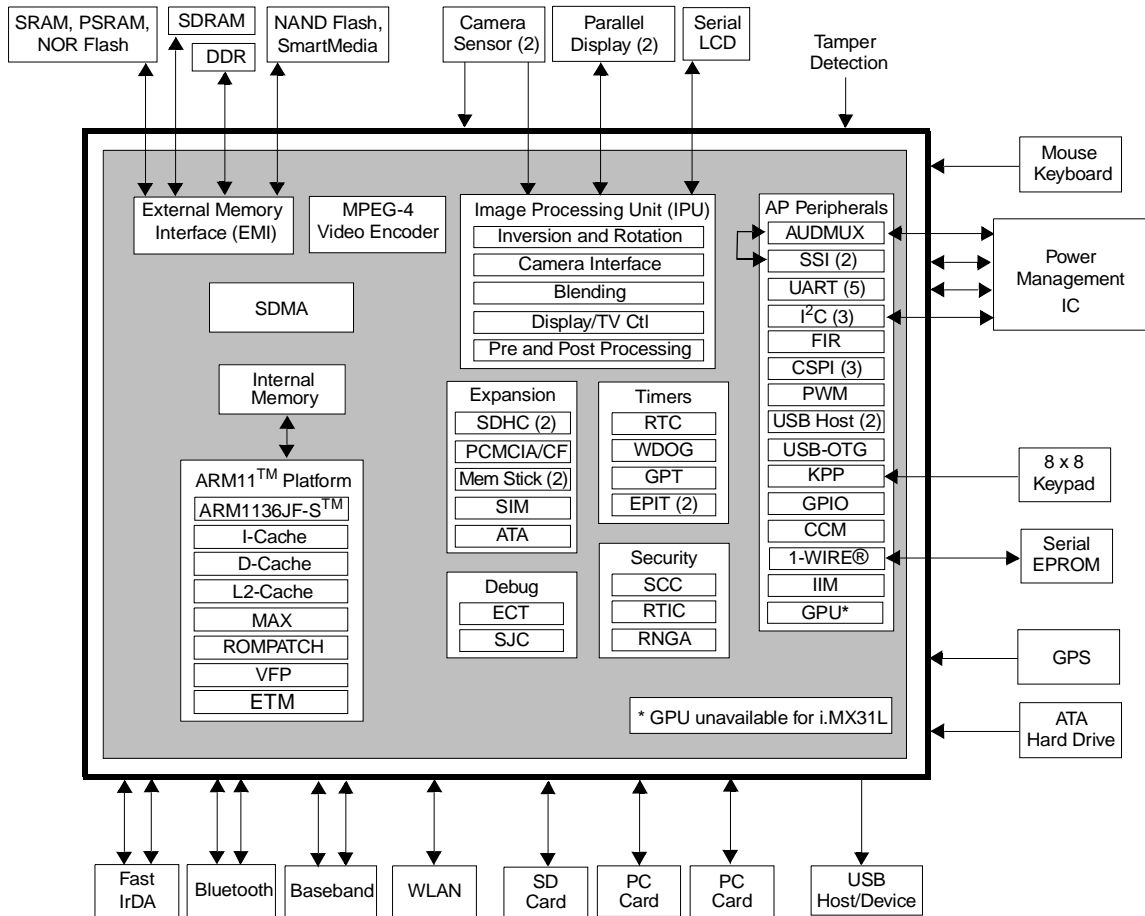 SRAM, PSRAM,
NOR Flash
SDRAM
DDR
NAND Flash,
SmartMedia
Camera
Sensor (2)
Parallel
Display (2)
Serial
LCD
Tamper
Detection
External Memory
Interface (EMI)
MPEG-4
Video Encoder
SDMA
Internal
Memory
ARM11™ Platform
ARM1136JF-S™
I-Cache
D-Cache
L2-Cache
MAX
ROMPATCH
VFP
ETM
Image Processing Unit (IPU)
Inversion and Rotation
Camera Interface
Blending
Display/TV Ctl
Pre and Post Processing
Expansion
SDHC (2)
PCMCIA/CF
Mem Stick (2)
SIM
ATA
Timers
RTC
WDOG
GPT
EPIT (2)
Debug
ECT
SJC
Security
SCC
RTIC
RNGA
AP Peripherals
AUDMUX
SSI (2)
UART (5)
I²C (3)
FIR
CSPI (3)
PWM
USB Host (2)
USB-OTG
KPP
GPIO
CCM
1-WIRE®
IIM
GPU*
* GPU unavailable for i.MX31L
Mouse
Keyboard
Power
Management
IC
8 x 8
Keypad
Serial
EPROM
GPS
ATA
Hard Drive
Fast
IrDA
Bluetooth
Baseband
WLAN
SD
Card
PC
Card
PC
Card
USB
Host/Device